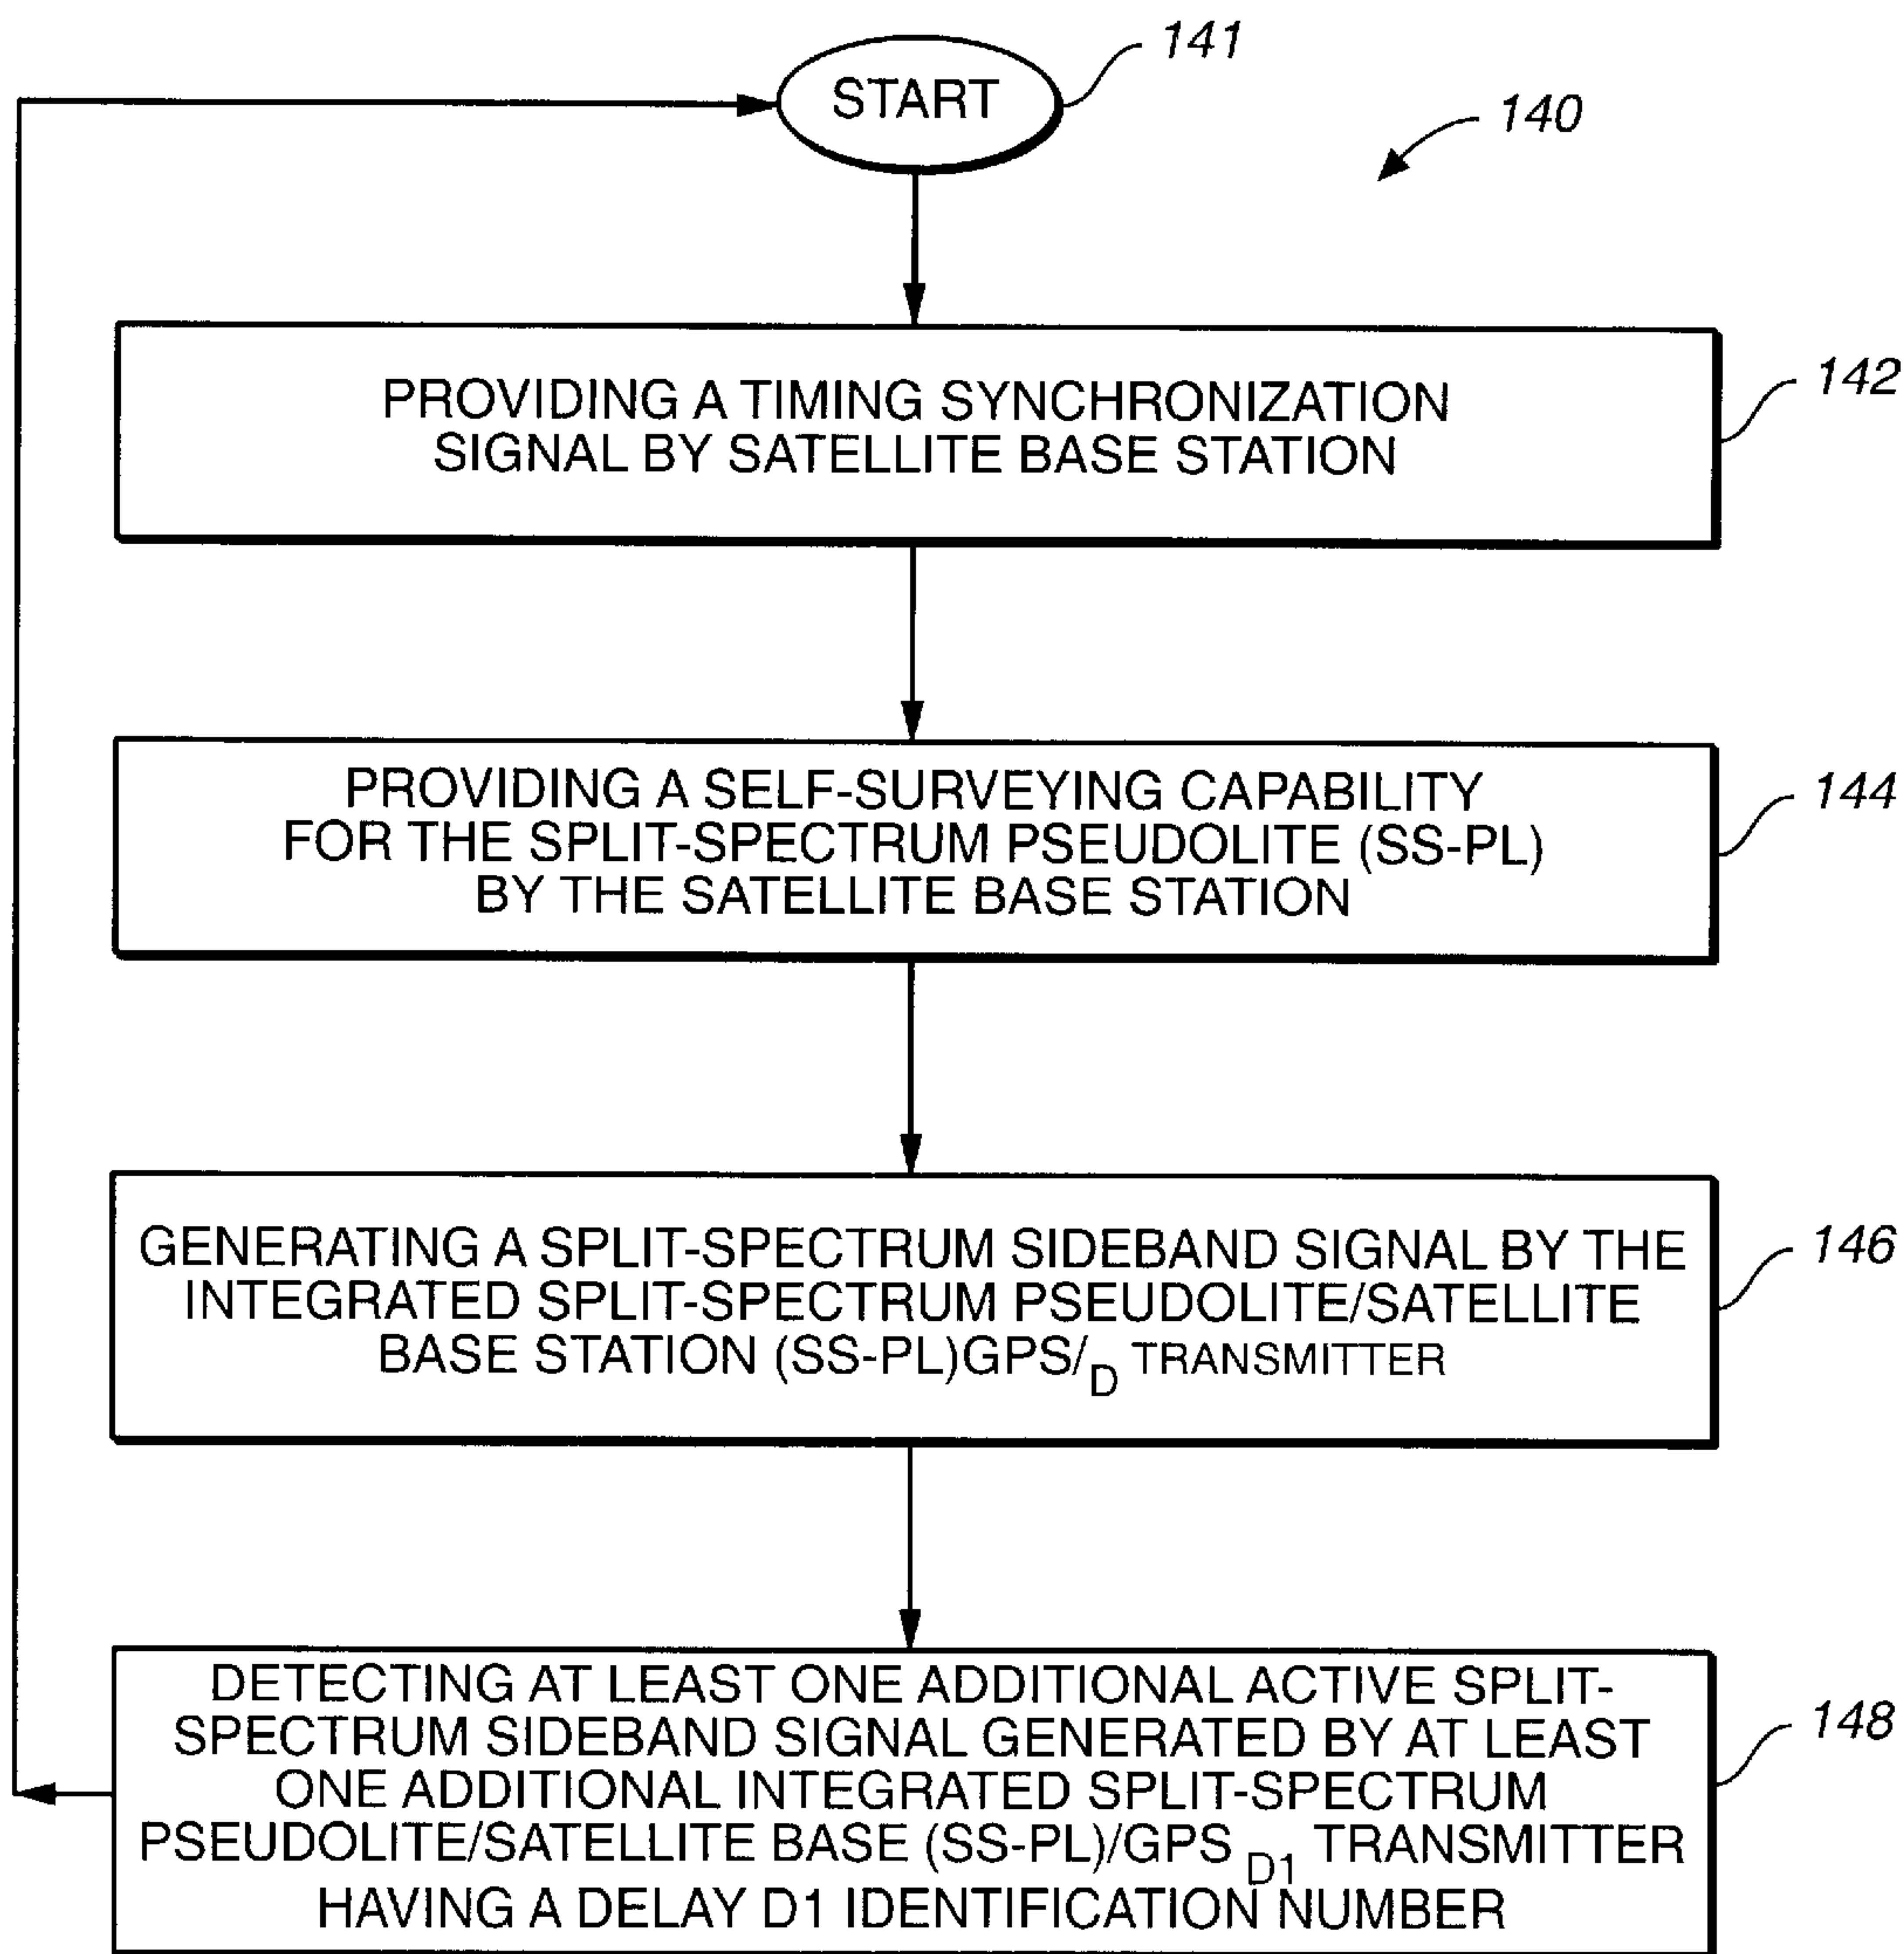 START
141
140
PROVIDING A TIMING SYNCHRONIZATION
SIGNAL BY SATELLITE BASE STATION
142
PROVIDING A SELF-SURVEYING CAPABILITY
FOR THE SPLIT-SPECTRUM PSEUDOLITE (SS-PL)
BY THE SATELLITE BASE STATION
144
GENERATING A SPLIT-SPECTRUM SIDEBAND SIGNAL BY THE
INTEGRATED SPLIT-SPECTRUM PSEUDOLITE/SATELLITE
BASE STATION (SS-PL)GPS/D TRANSMITTER
146
DETECTING AT LEAST ONE ADDITIONAL ACTIVE SPLIT-
SPECTRUM SIDEBAND SIGNAL GENERATED BY AT LEAST
ONE ADDITIONAL INTEGRATED SPLIT-SPECTRUM
PSEUDOLITE/SATELLITE BASE (SS-PL)/GPS D1 TRANSMITTER
HAVING A DELAY D1 IDENTIFICATION NUMBER
148